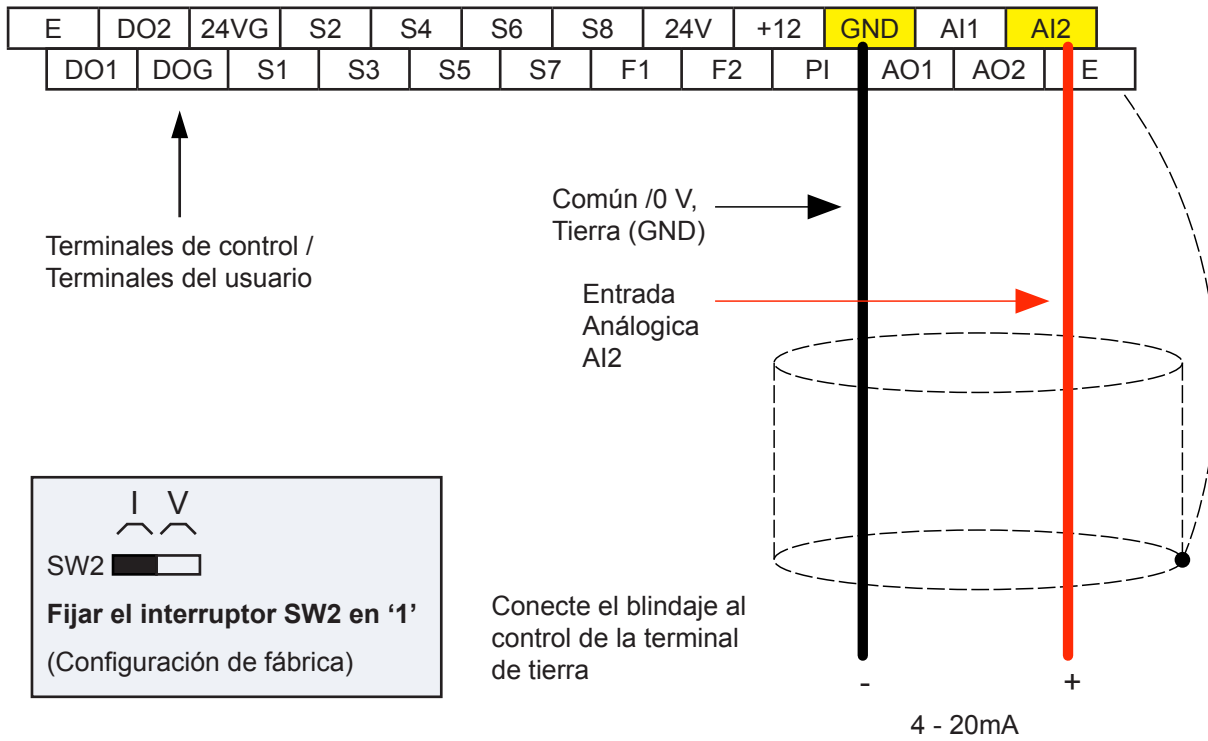 E DO2 24VG S2 S4 S6 S8 24V +12 GND AI1 AI2
DO1 DOG S1 S3 S5 S7 F1 F2 PI AO1 AO2 E
Terminales de control /
Terminales del usuario
Común /0 V,
Tierra (GND)
Entrada
Análogica
AI2
I V
SW2
Fijar el interruptor SW2 en ‘1’
(Configuración de fábrica)
Conecte el blindaje al
control de la terminal
de tierra
- +
4 - 20mA